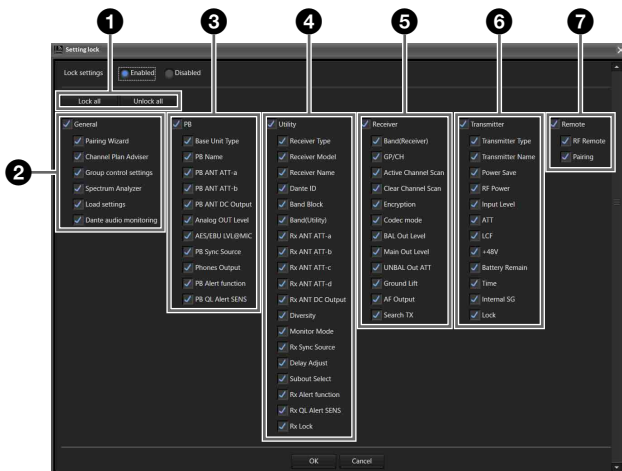 1
3
4
5
6
7
Setting lock
Lock settings Enabled Disabled
Lock all Unlock all
2
General
Pairing Wizard
Channel Plan Adviser
Group control settings
Spectrum Analyzer
Load settings
Dante audio monitoring
PB
Base Unit Type
PB Name
PB ANT ATT-a
PB ANT ATT-b
PB ANT DC Output
Analog OUT Level
AES/EBU LVL@MIC
PB Sync Source
Phones Output
PB Alert function
PB QL Alert SENS
Utility
Receiver Type
Receiver Model
Receiver Name
Dante ID
Band Block
Band(Utility)
Rx ANT ATT-a
Rx ANT ATT-b
Rx ANT ATT-c
Rx ANT ATT-d
Rx ANT DC Output
Diversity
Monitor Mode
Rx Sync Source
Delay Adjust
Subout Select
Rx Alert function
Rx QL Alert SENS
Rx Lock
Receiver
Band(Receiver)
GP/CH
Active Channel Scan
Clear Channel Scan
Encryption
Codec mode
BAL Out Level
Main Out Level
UNBAL Out ATT
Ground Lift
AF Output
Search TX
Transmitter
Transmitter Type
Transmitter Name
Power Save
RF Power
Input Level
ATT
LCF
+48V
Battery Remain
Time
Internal SG
Lock
Remote
RF Remote
Pairing
OK Cancel